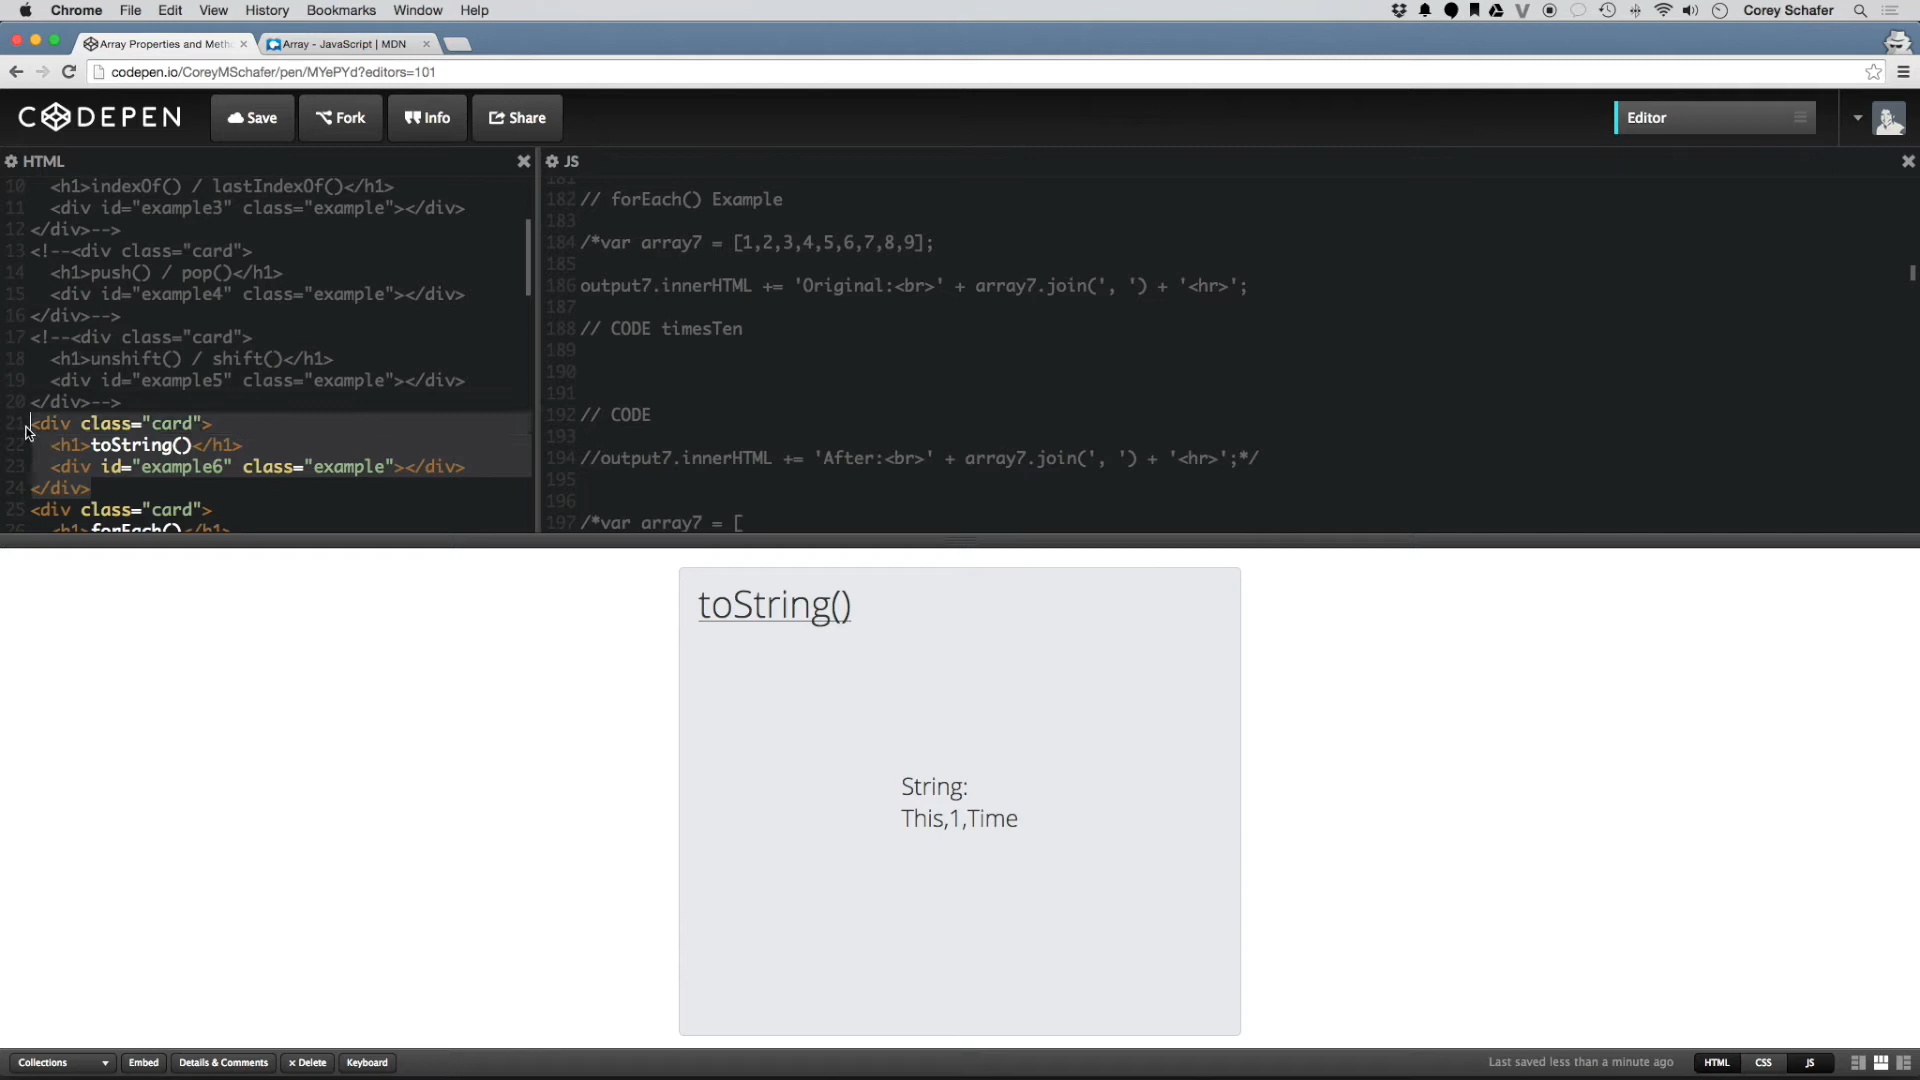 Chrome File Edit View History Bookmarks Window Help Corey Schafer
Array Properties and Meth Array - JavaScript | MDN
codepen.io/CoreyMSchafer/pen/MYePYd?editors=101
CODEPEN Save Fork Info Share Editor
HTML
10 <h1>indexOf() / lastIndexOf()</h1>
11 <div id="example3" class="example"></div>
12 </div>-->
13 <!--<div class="card">
14 <h1>push() / pop()</h1>
15 <div id="example4" class="example"></div>
16 </div>-->
17 <!--<div class="card">
18 <h1>unshift() / shift()</h1>
19 <div id="example5" class="example"></div>
20 </div>-->
21 <div class="card">
22 <h1>toString()</h1>
23 <div id="example6" class="example"></div>
24 </div>
25 <div class="card">
26 <h1>forEach()</h1>
JS
181
182 // forEach() Example
183
184 /*var array7 = [1,2,3,4,5,6,7,8,9];
185
186 output7.innerHTML += 'Original:<br>' + array7.join(', ') + '<hr>';
187
188 // CODE timesTen
189
190
191
192 // CODE
193
194 //output7.innerHTML += 'After:<br>' + array7.join(', ') + '<hr>';*/
195
196
197 /*var array7 = [
toString()
String:
This,1,Time
Collections Embed Details & Comments × Delete Keyboard Last saved less than a minute ago HTML CSS JS